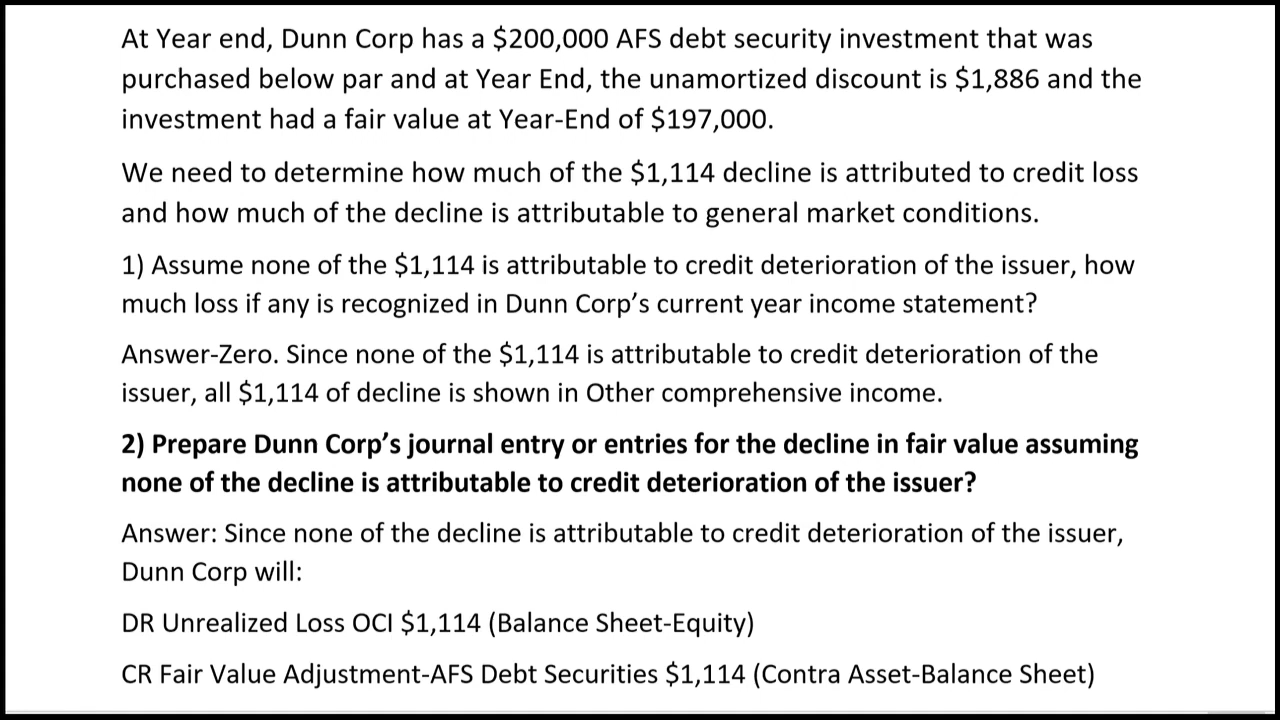 At Year end, Dunn Corp has a $200,000 AFS debt security investment that was
purchased below par and at Year End, the unamortized discount is $1,886 and the
investment had a fair value at Year-End of $197,000.
We need to determine how much of the $1,114 decline is attributed to credit loss
and how much of the decline is attributable to general market conditions.
1) Assume none of the $1,114 is attributable to credit deterioration of the issuer, how
much loss if any is recognized in Dunn Corp’s current year income statement?
Answer-Zero. Since none of the $1,114 is attributable to credit deterioration of the
issuer, all $1,114 of decline is shown in Other comprehensive income.
2) Prepare Dunn Corp’s journal entry or entries for the decline in fair value assuming
none of the decline is attributable to credit deterioration of the issuer?
Answer: Since none of the decline is attributable to credit deterioration of the issuer,
Dunn Corp will:
DR Unrealized Loss OCI $1,114 (Balance Sheet-Equity)
CR Fair Value Adjustment-AFS Debt Securities $1,114 (Contra Asset-Balance Sheet)